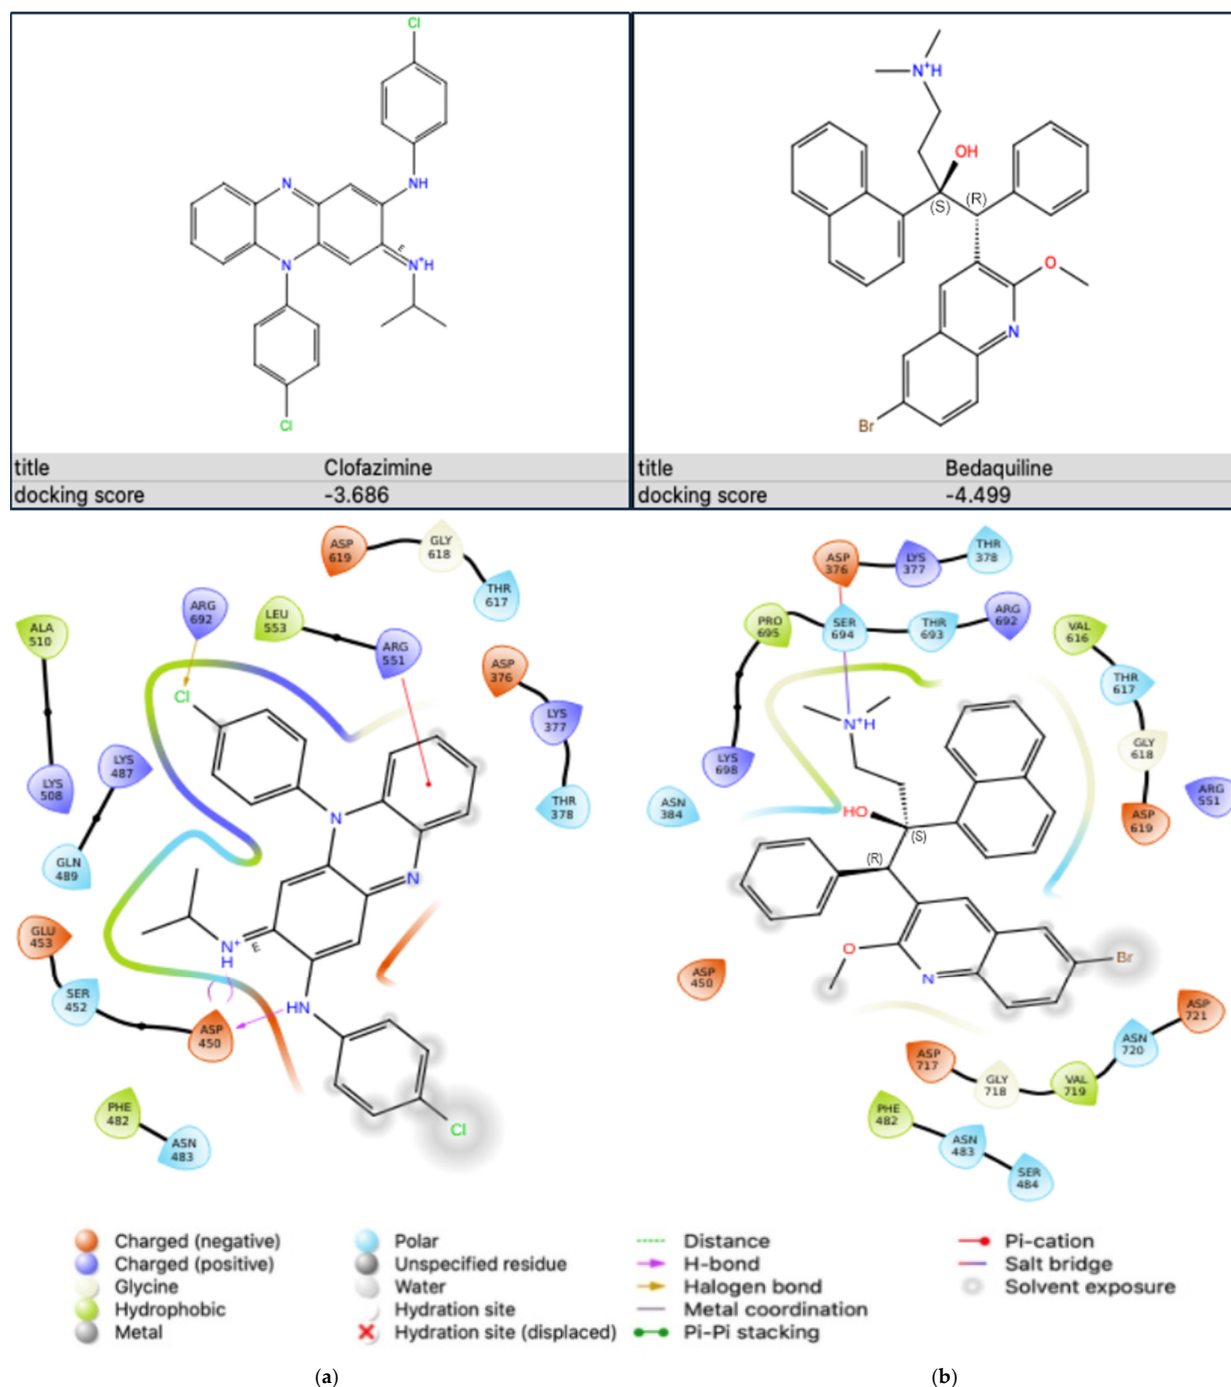 Cl
N
NH
E
N
N⁺H
Cl
title Clofazimine
docking score -3.686
N⁺H
OH
(S)
(R)
O
N
Br
title Bedaquiline
docking score -4.499
ASP 619
GLY 618
THR 617
ARG 692
LEU 553
ARG 551
ALA 510
ASP 376
LYS 377
THR 378
Cl
LYS 487
LYS 508
GLN 489
N
N
GLU 453
SER 452
ASP 450
N⁺
H
E
HN
PHE 482
ASN 483
Cl
ASP 376
LYS 377
THR 378
PRO 695
SER 694
THR 693
ARG 692
VAL 616
THR 617
GLY 618
ASP 619
ARG 551
LYS 698
ASN 384
N⁺H
HO
(S)
(R)
O
N
Br
ASP 450
ASP 717
GLY 718
VAL 719
ASN 720
ASP 721
PHE 482
ASN 483
SER 484
Charged (negative)
Charged (positive)
Glycine
Hydrophobic
Metal
Polar
Unspecified residue
Water
Hydration site
Hydration site (displaced)
Distance
H-bond
Halogen bond
Metal coordination
Pi-Pi stacking
Pi-cation
Salt bridge
Solvent exposure
(a)
(b)